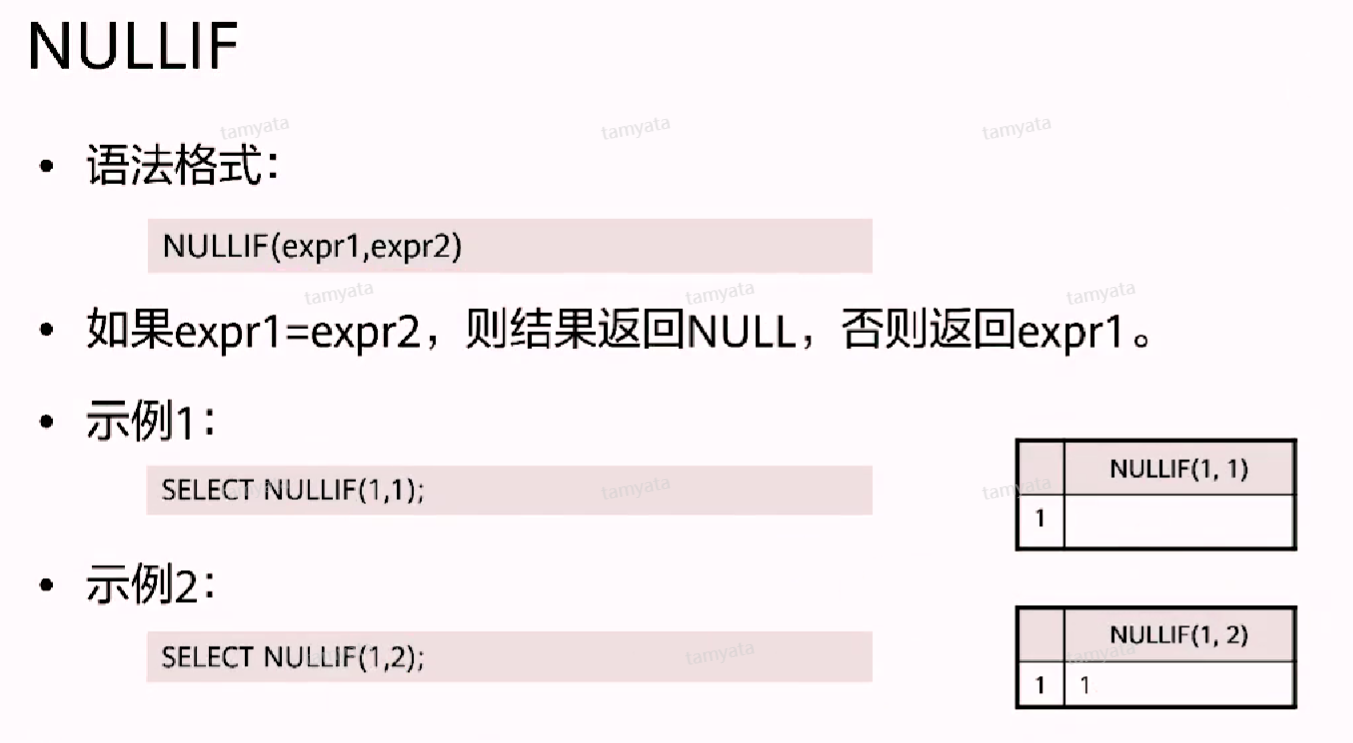 NULLIF
tamyata tamyata tamyata
• 语法格式：
NULLIF(expr1,expr2)
tamyata tamyata tamyata
• 如果expr1=expr2，则结果返回NULL，否则返回expr1。
• 示例1：
NULLIF(1, 1)
SELECT NULLIF(1,1);
tamyata tamyata tamyata
1
• 示例2：
NULLIF(1, 2)
SELECT NULLIF(1,2);
tamyata tamyata tamyata
1 1